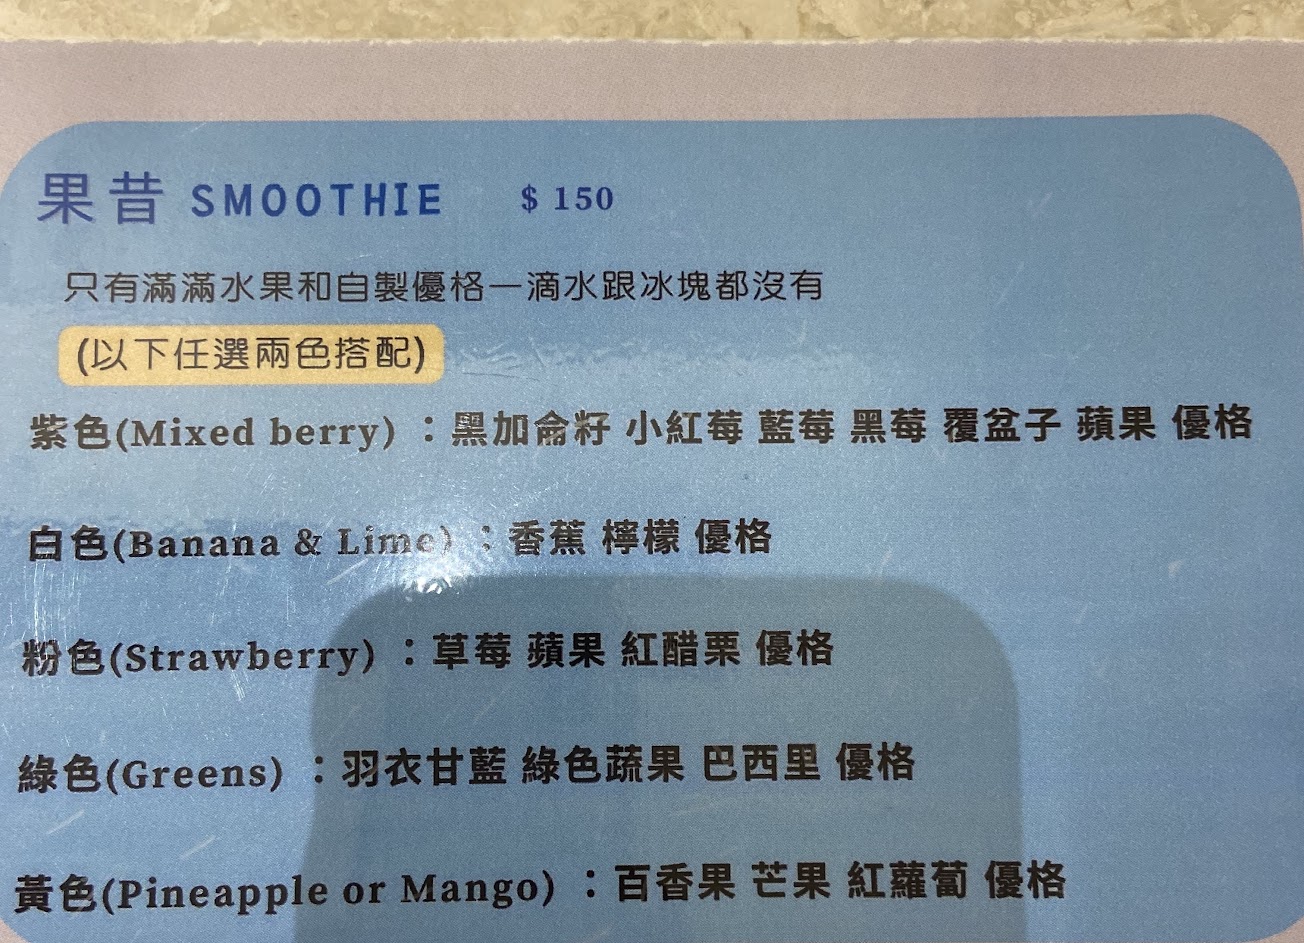 果昔 SMOOTHIE $ 150
只有滿滿水果和自製優格一滴水跟冰塊都沒有
(以下任選兩色搭配)
紫色(Mixed berry) ：黑加侖籽 小紅莓 藍莓 黑莓 覆盆子 蘋果 優格
白色(Banana & Lime) ：香蕉 檸檬 優格
粉色(Strawberry) ：草莓 蘋果 紅醋栗 優格
綠色(Greens) ：羽衣甘藍 綠色蔬果 巴西里 優格
黃色(Pineapple or Mango) ：百香果 芒果 紅蘿蔔 優格